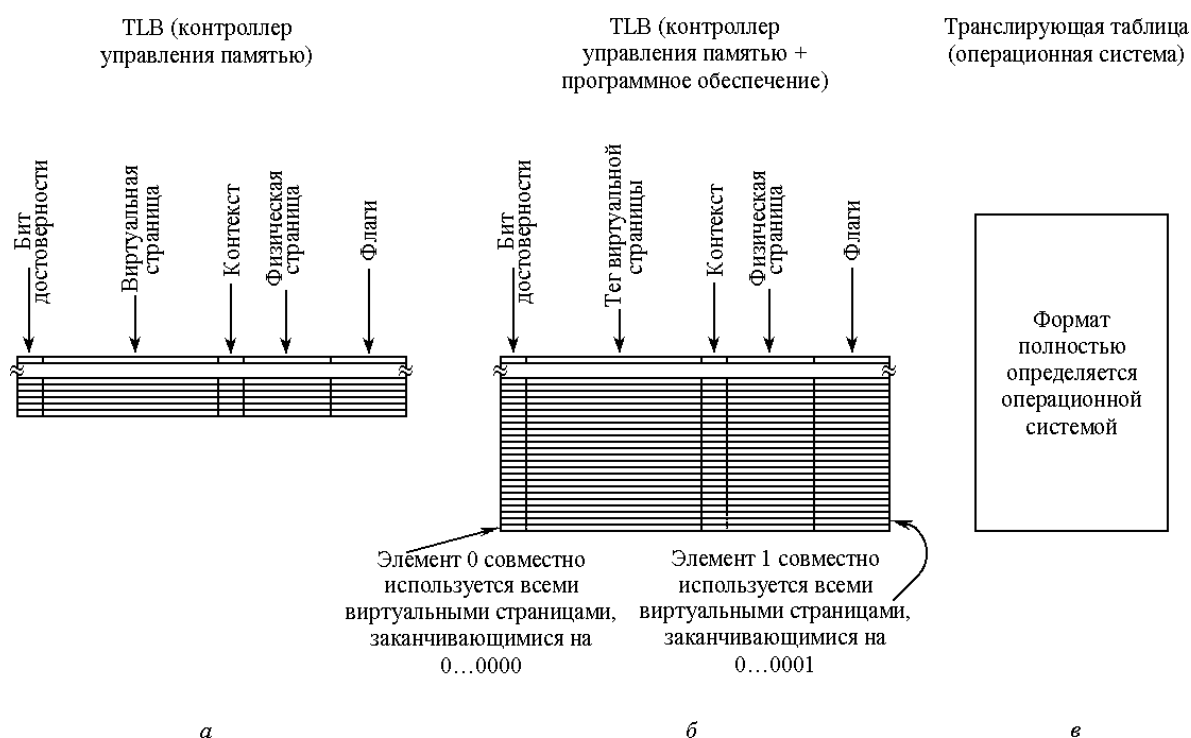 TLB (контроллер
управления памятью)
TLB (контроллер
управления памятью +
программное обеспечение)
Транслирующая таблица
(операционная система)
Бит
достоверности
Виртуальная
страница
Контекст
Физическая
страница
Флаги
Бит
достоверности
Тег виртуальной
страницы
Контекст
Физическая
страница
Флаги
Формат
полностью
определяется
операционной
системой
Элемент 0 совместно
используется всеми
виртуальными страницами,
заканчивающимися на
0…0000
Элемент 1 совместно
используется всеми
виртуальными страницами,
заканчивающимися на
0…0001
а
б
в